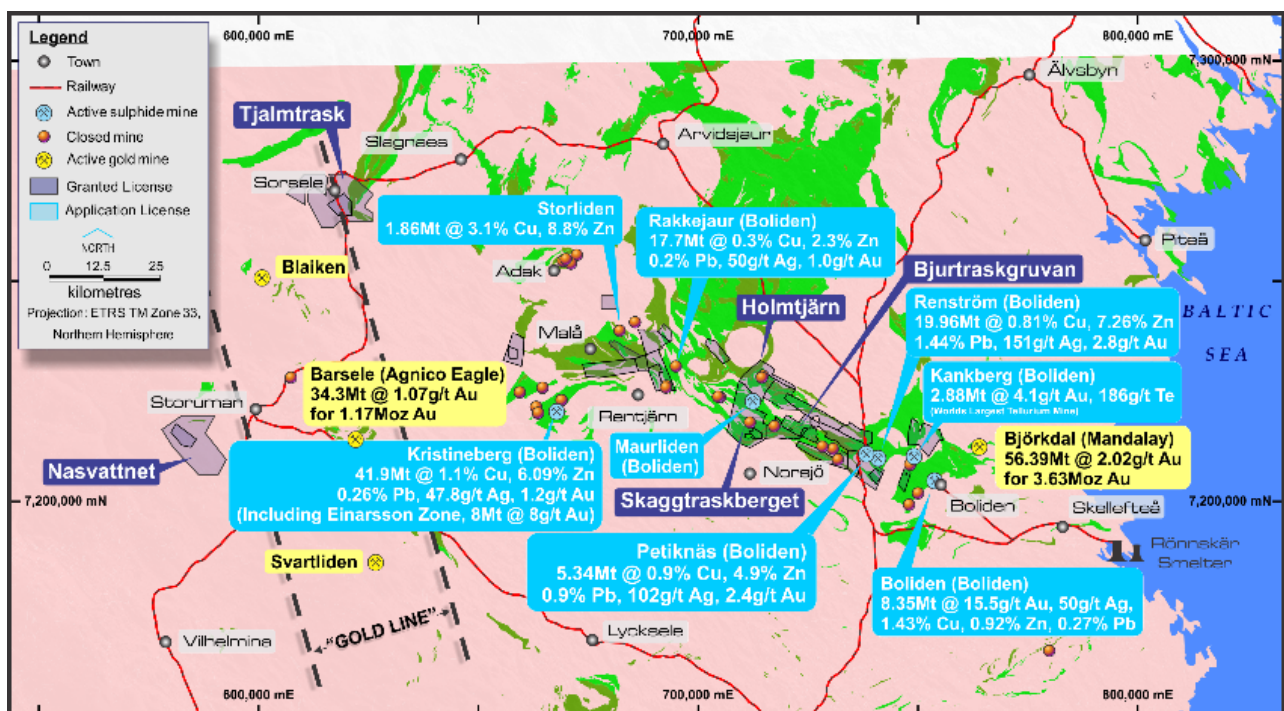 600,000 mE
700,000 mE
800,000 mE
7,300,000 mN
Legend
Town
Railway
Active sulphide mine
Closed mine
Active gold mine
Granted License
Application License
NORTH
0 12.5 25
kilometres
Projection: ETRS TM Zone 33,
Northern Hemisphere
Tjalmtrask
Slagnaes
Arvidsjaur
Älvsbyn
Sorsele
Storliden
1.86Mt @ 3.1% Cu, 8.8% Zn
Rakkejaur (Boliden)
17.7Mt @ 0.3% Cu, 2.3% Zn
0.2% Pb, 50g/t Ag, 1.0g/t Au
Piteå
Blaiken
Adak
Bjurtraskgruvan
Holmtjärn
Renström (Boliden)
19.96Mt @ 0.81% Cu, 7.26% Zn
1.44% Pb, 151g/t Ag, 2.8g/t Au
BALTIC
SEA
Malå
Barsele (Agnico Eagle)
34.3Mt @ 1.07g/t Au
for 1.17Moz Au
Kankberg (Boliden)
2.88Mt @ 4.1g/t Au, 186g/t Te
(Worlds Largest Tellurium Mine)
Storuman
Rentjärn
Maurliden
(Boliden)
Björkdal (Mandalay)
56.39Mt @ 2.02g/t Au
for 3.63Moz Au
Nasvattnet
Kristineberg (Boliden)
41.9Mt @ 1.1% Cu, 6.09% Zn
0.26% Pb, 47.8g/t Ag, 1.2g/t Au
(Including Einarsson Zone, 8Mt @ 8g/t Au)
Norsjö
Skaggtraskberget
7,200,000 mN
7,200,000 mN
Boliden
Skellefteå
Rönnskär
Smelter
Svartliden
Petiknäs (Boliden)
5.34Mt @ 0.9% Cu, 4.9% Zn
0.9% Pb, 102g/t Ag, 2.4g/t Au
Boliden (Boliden)
8.35Mt @ 15.5g/t Au, 50g/t Ag,
1.43% Cu, 0.92% Zn, 0.27% Pb
"GOLD LINE"
Vilhelmina
Lycksele
600,000 mE
700,000 mE
800,000 mE